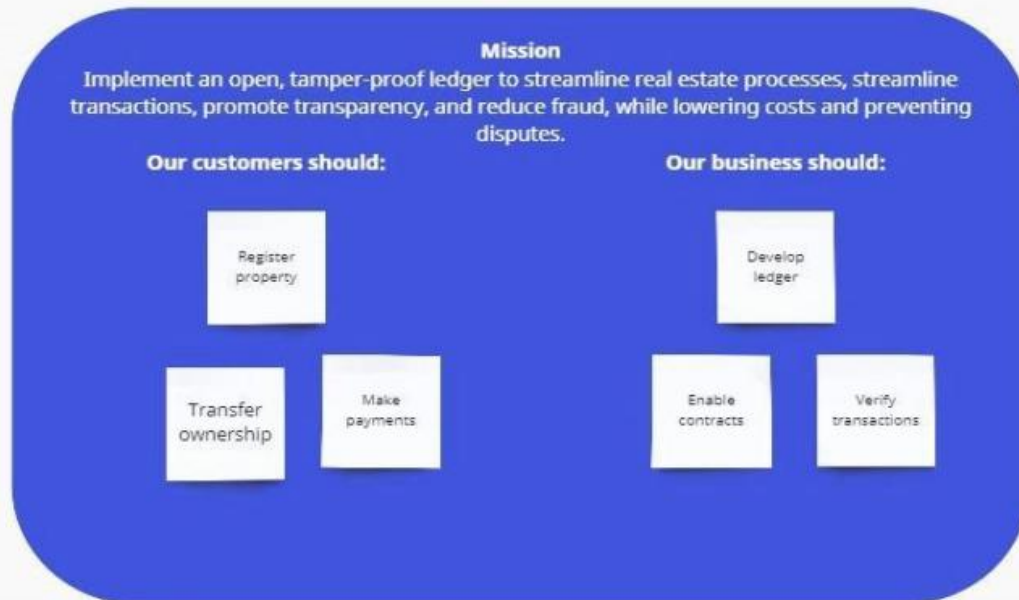 Mission
Implement an open, tamper-proof ledger to streamline real estate processes, streamline
transactions, promote transparency, and reduce fraud, while lowering costs and preventing
disputes.
Our customers should:
Our business should:
Register
property
Develop
ledger
Transfer
ownership
Make
payments
Enable
contracts
Verify
transactions